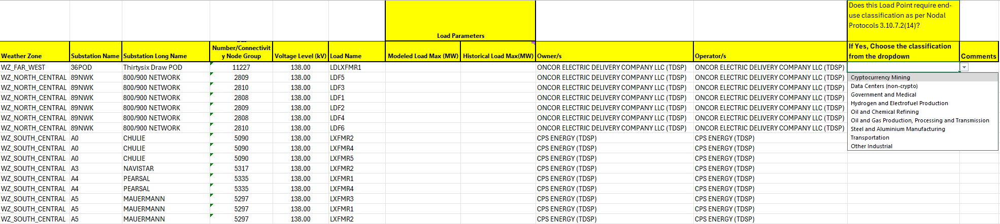 Does this Load Point require end-
use classification as per Nodal
Protocols 3.10.7.2(14)?
Load Parameters
Weather Zone Substation Name Substation Long Name Number/Connectivit y Node Group Voltage Level (kV) Load Name Modeled Load Max (MW) Historical Load Max(MW) Owner/s Operator/s If Yes, Choose the classification from the dropdown Comments
WZ_FAR_WEST 36POD Thirtysix Draw POD 11227 138.00 LDLXFMR1 ONCOR ELECTRIC DELIVERY COMPANY LLC (TDSP) ONCOR ELECTRIC DELIVERY COMPANY LLC (TDSP)
WZ_NORTH_CENTRAL 89NWK 800/900 NETWORK 2809 138.00 LDF5 ONCOR ELECTRIC DELIVERY COMPANY LLC (TDSP) ONCOR ELECTRIC DELIVERY COMPANY LLC (TDSP)
WZ_NORTH_CENTRAL 89NWK 800/900 NETWORK 2810 138.00 LDF3 ONCOR ELECTRIC DELIVERY COMPANY LLC (TDSP) ONCOR ELECTRIC DELIVERY COMPANY LLC (TDSP)
WZ_NORTH_CENTRAL 89NWK 800/900 NETWORK 2808 138.00 LDF1 ONCOR ELECTRIC DELIVERY COMPANY LLC (TDSP) ONCOR ELECTRIC DELIVERY COMPANY LLC (TDSP)
WZ_NORTH_CENTRAL 89NWK 800/900 NETWORK 2809 138.00 LDF2 ONCOR ELECTRIC DELIVERY COMPANY LLC (TDSP) ONCOR ELECTRIC DELIVERY COMPANY LLC (TDSP)
WZ_NORTH_CENTRAL 89NWK 800/900 NETWORK 2808 138.00 LDF4 ONCOR ELECTRIC DELIVERY COMPANY LLC (TDSP) ONCOR ELECTRIC DELIVERY COMPANY LLC (TDSP)
WZ_NORTH_CENTRAL 89NWK 800/900 NETWORK 2810 138.00 LDF6 ONCOR ELECTRIC DELIVERY COMPANY LLC (TDSP) ONCOR ELECTRIC DELIVERY COMPANY LLC (TDSP)
WZ_SOUTH_CENTRAL A0 CHULIE 5090 138.00 LXFMR2 CPS ENERGY (TDSP) CPS ENERGY (TDSP)
WZ_SOUTH_CENTRAL A0 CHULIE 5090 138.00 LXFMR4 CPS ENERGY (TDSP) CPS ENERGY (TDSP)
WZ_SOUTH_CENTRAL A0 CHULIE 5090 138.00 LXFMR5 CPS ENERGY (TDSP) CPS ENERGY (TDSP)
WZ_SOUTH_CENTRAL A3 NAVISTAR 5317 138.00 LXFMR2 CPS ENERGY (TDSP) CPS ENERGY (TDSP)
WZ_SOUTH_CENTRAL A4 PEARSAL 5335 138.00 LXFMR1 CPS ENERGY (TDSP) CPS ENERGY (TDSP)
WZ_SOUTH_CENTRAL A4 PEARSAL 5335 138.00 LXFMR4 CPS ENERGY (TDSP) CPS ENERGY (TDSP)
WZ_SOUTH_CENTRAL A5 MAUERMANN 5297 138.00 LXFMR3 CPS ENERGY (TDSP) CPS ENERGY (TDSP)
WZ_SOUTH_CENTRAL A5 MAUERMANN 5297 138.00 LXFMR1 CPS ENERGY (TDSP) CPS ENERGY (TDSP)
WZ_SOUTH_CENTRAL A5 MAUERMANN 5297 138.00 LXFMR2 CPS ENERGY (TDSP) CPS ENERGY (TDSP)
Cryptocurrency Mining
Data Centers (non-crypto)
Government and Medical
Hydrogen and Electrofuel Production
Oil and Chemical Refining
Oil and Gas Production, Processing and Transmission
Steel and Aluminium Manufacturing
Transportation
Other Industrial